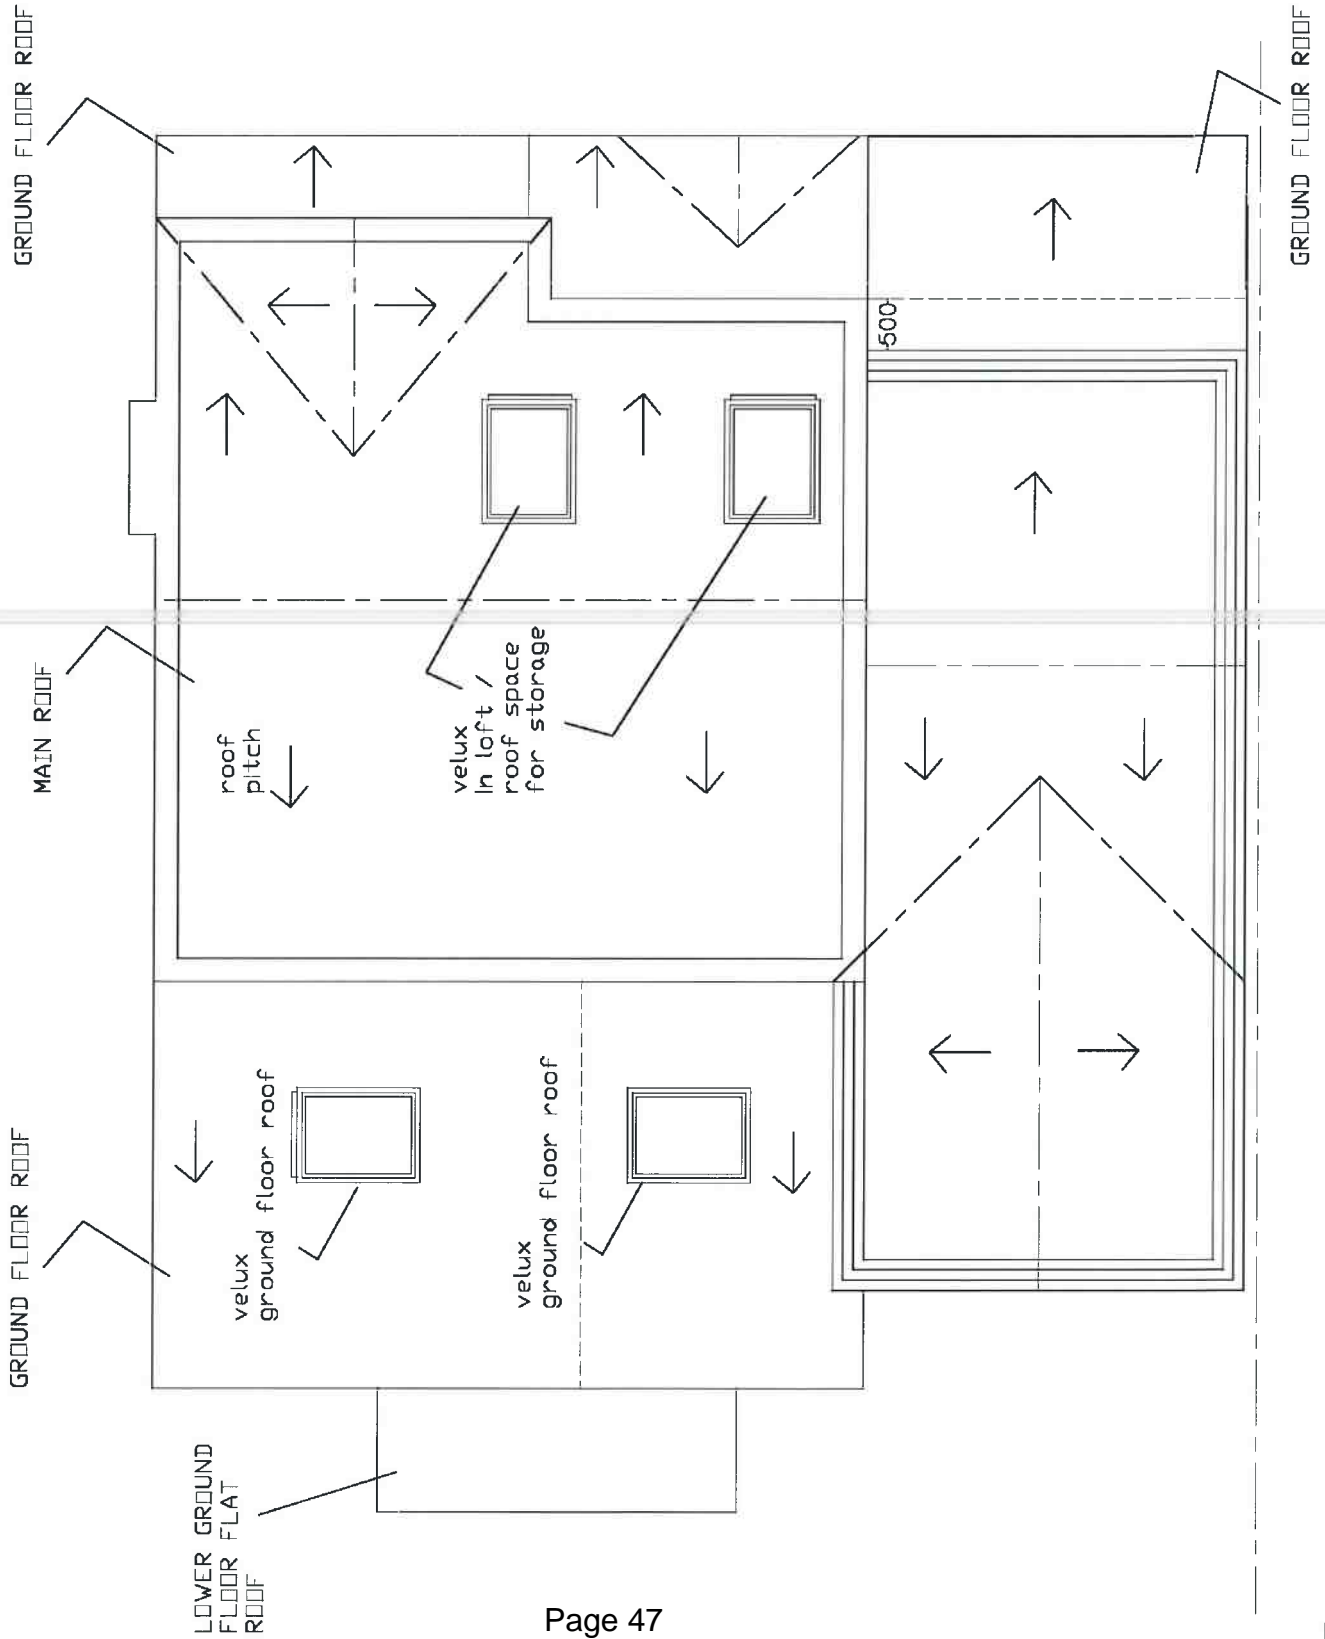 GROUND FLOOR ROOF
MAIN ROOF
GROUND FLOOR ROOF
LOWER GROUND
FLOOR FLAT
ROOF
roof
pitch
velux
ground floor roof
velux
in loft /
roof space
for storage
velux
ground floor roof
500
GROUND FLOOR ROOF
Page 47